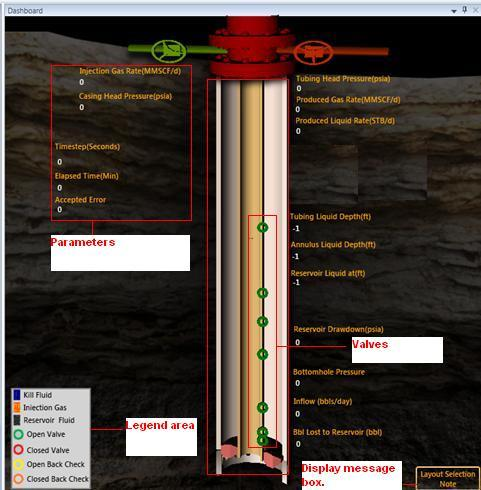 Dashboard
Injection Gas Rate(MMSCF/d)
0
Casing Head Pressure(psia)
0
Timestep(Seconds)
0
Elapsed Time(Min)
0
Accepted Error
0
Parameters
Tubing Head Pressure(psia)
0
Produced Gas Rate(MMSCF/d)
0
Produced Liquid Rate(STB/d)
0
Tubing Liquid Depth(ft)
-1
Annulus Liquid Depth(ft)
-1
Reservoir Liquid at(ft)
-1
Reservoir Drawdown(psia)
0
Valves
Bottomhole Pressure
0
Inflow (bbls/day)
0
Bbl Lost to Reservoir (bbl)
0
Kill Fluid
Injection Gas
Reservoir Fluid
Open Valve
Closed Valve
Open Back Check
Closed Back Check
Legend area
Display message
box.
Layout Selection
Note